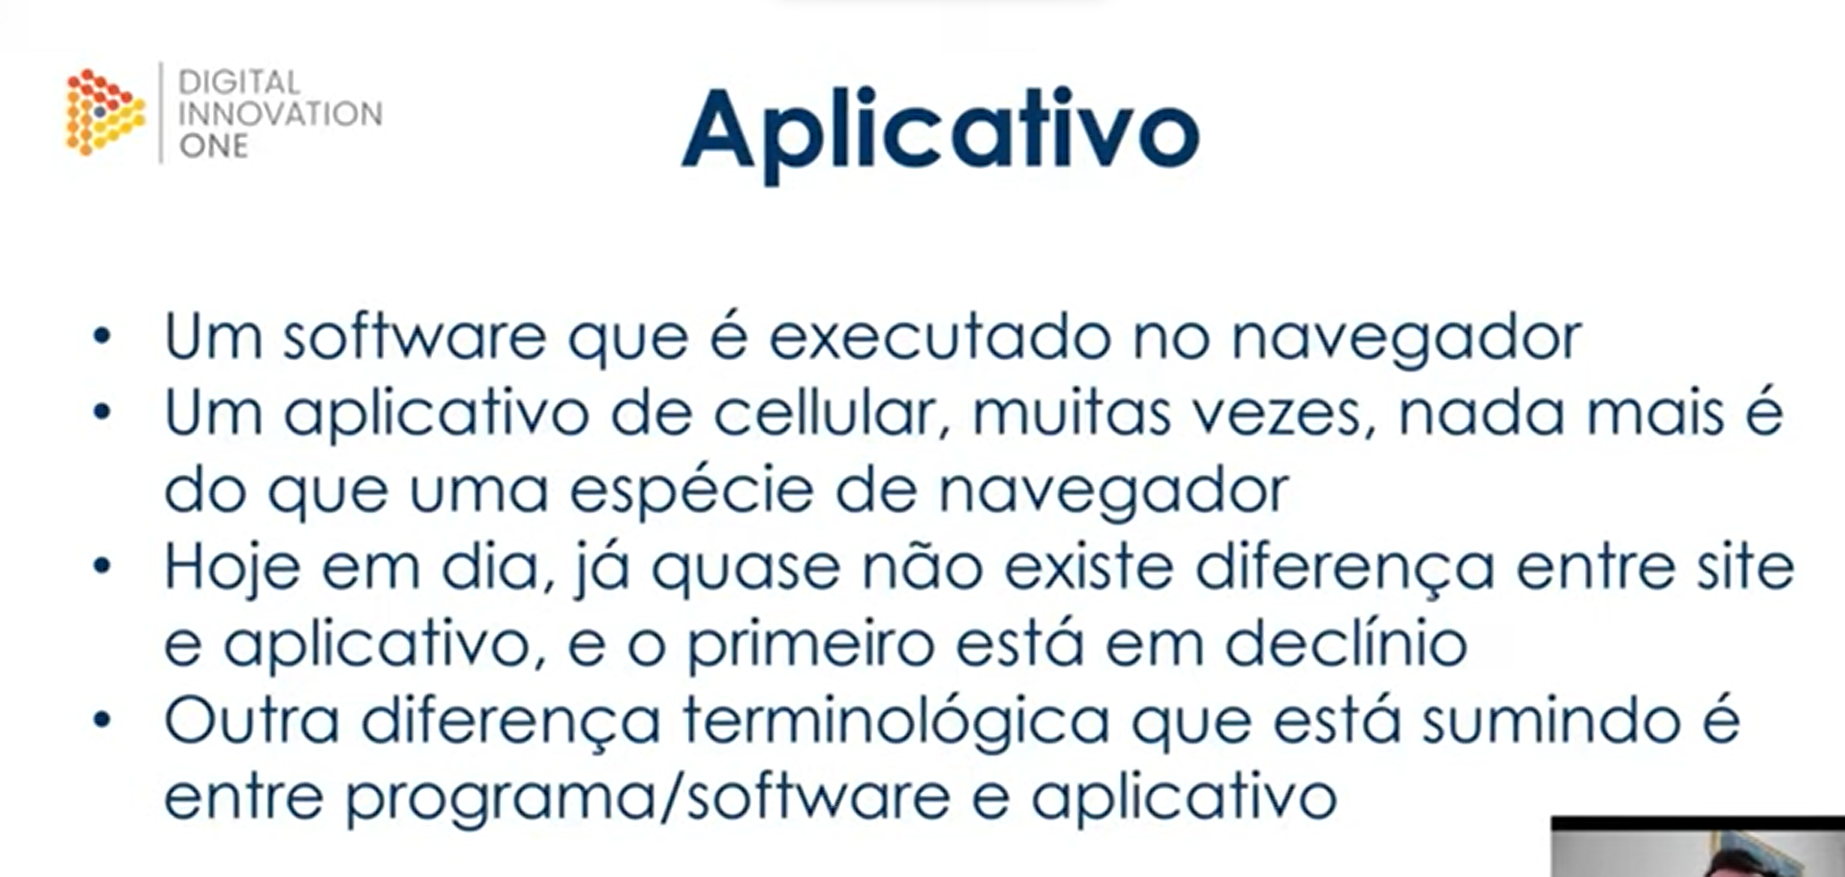 DIGITAL
INNOVATION
ONE
Aplicativo
• Um software que é executado no navegador
• Um aplicativo de cellular, muitas vezes, nada mais é
do que uma espécie de navegador
• Hoje em dia, já quase não existe diferença entre site
e aplicativo, e o primeiro está em declínio
• Outra diferença terminológica que está sumindo é
entre programa/software e aplicativo